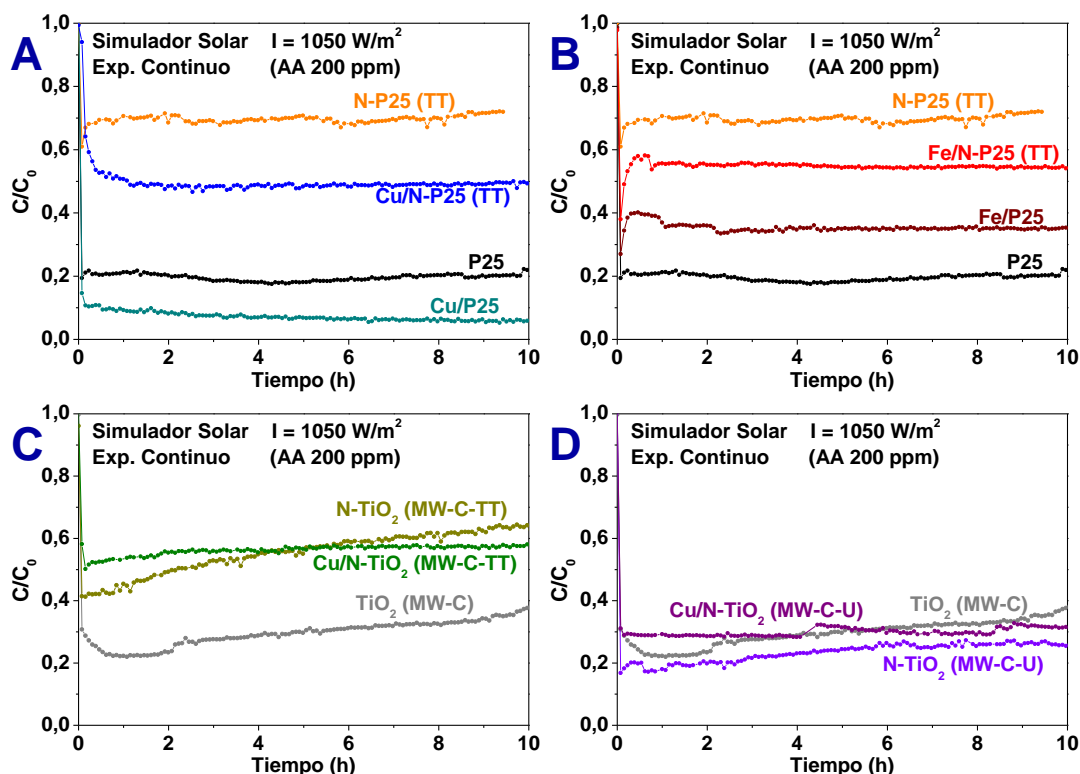 A
Simulador Solar I = 1050 W/m²
Exp. Continuo (AA 200 ppm)
N-P25 (TT)
Cu/N-P25 (TT)
P25
Cu/P25
C/C₀
1,0
0,8
0,6
0,4
0,2
0,0
0 2 4 6 8 10
Tiempo (h)
B
Simulador Solar I = 1050 W/m²
Exp. Continuo (AA 200 ppm)
N-P25 (TT)
Fe/N-P25 (TT)
Fe/P25
P25
C/C₀
1,0
0,8
0,6
0,4
0,2
0,0
0 2 4 6 8 10
Tiempo (h)
C
Simulador Solar I = 1050 W/m²
Exp. Continuo (AA 200 ppm)
N-TiO₂ (MW-C-TT)
Cu/N-TiO₂ (MW-C-TT)
TiO₂ (MW-C)
C/C₀
1,0
0,8
0,6
0,4
0,2
0,0
0 2 4 6 8 10
Tiempo (h)
D
Simulador Solar I = 1050 W/m²
Exp. Continuo (AA 200 ppm)
Cu/N-TiO₂ (MW-C-U)
TiO₂ (MW-C)
N-TiO₂ (MW-C-U)
C/C₀
1,0
0,8
0,6
0,4
0,2
0,0
0 2 4 6 8 10
Tiempo (h)